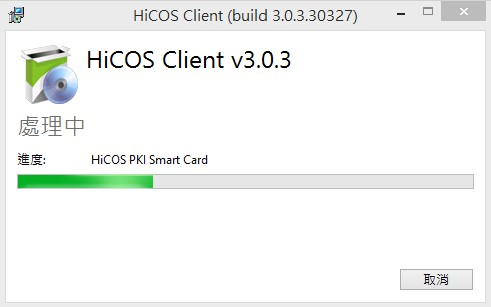 HiCOS Client (build 3.0.3.30327)
HiCOS Client v3.0.3
處理中
進度: HiCOS PKI Smart Card
取消